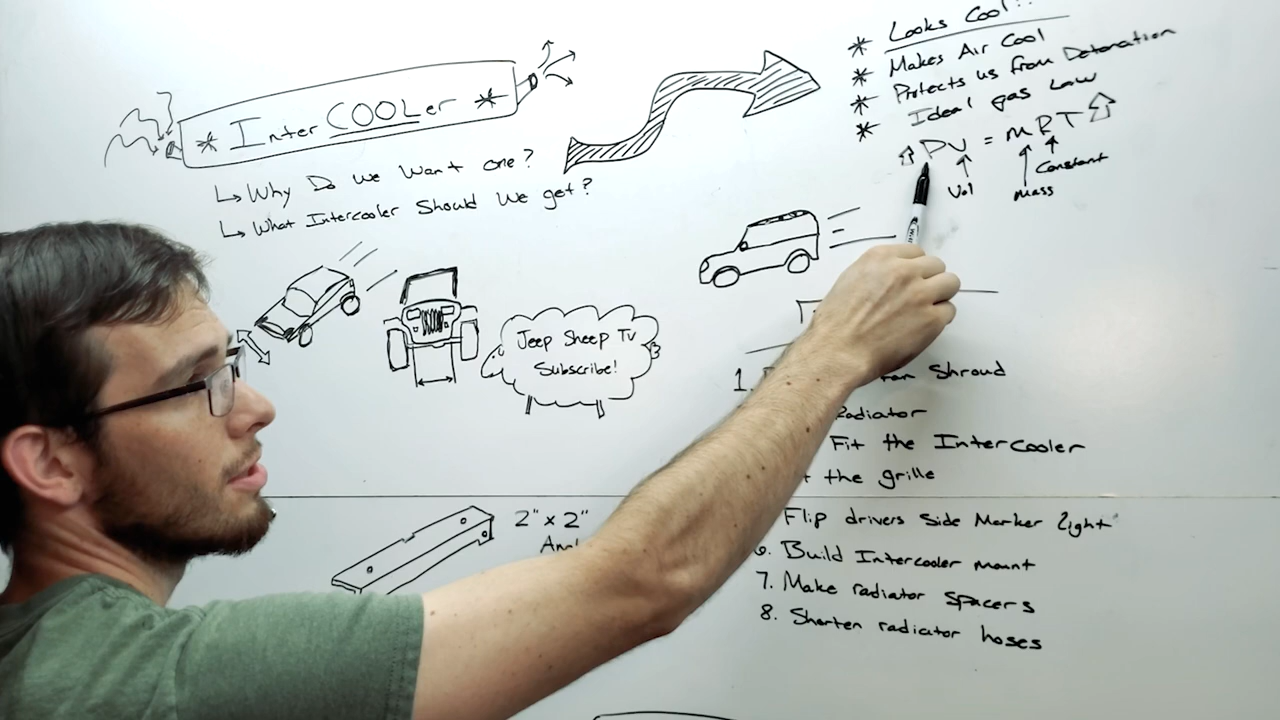 * InterCOOLer *
↳ Why Do we Want one?
↳ What Intercooler Should We get?
* Looks Cool!!
* Makes Air Cool
* Protects us from Detonation
* Ideal gas Law
⇧ PV = mRT ⇧
Vol
mass
Constant
Jeep Sheep TV
Subscribe!
1.
Shroud
Radiator
Fit the Intercooler
the grille
Flip drivers Side Marker light
6. Build Intercooler mount
7. Make radiator Spacers
8. Shorten radiator hoses
2" x 2"